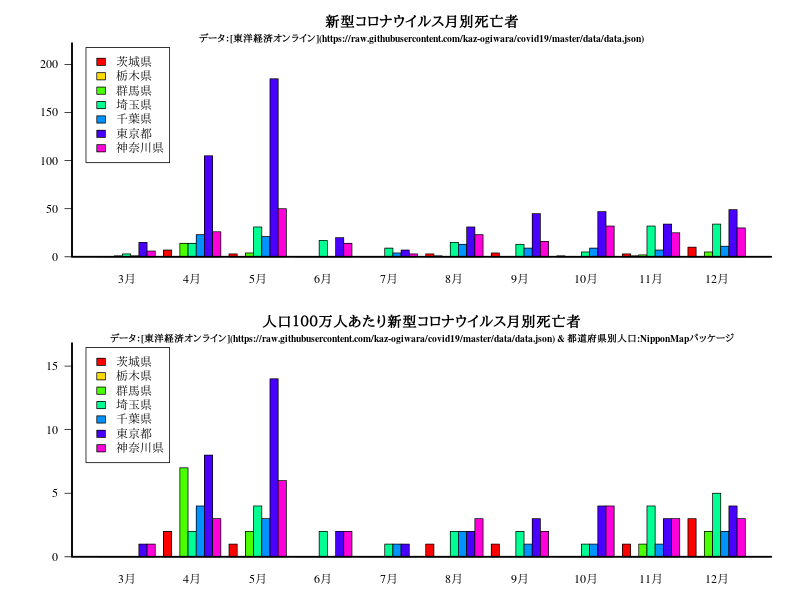 新型コロナウイルス月別死亡者
データ:[東洋経済オンライン](https://raw.githubusercontent.com/kaz-ogiwara/covid19/master/data/data.json)
200
150
100
50
0
茨城県
栃木県
群馬県
埼玉県
千葉県
東京都
神奈川県
3月 4月 5月 6月 7月 8月 9月 10月 11月 12月
人口100万人あたり新型コロナウイルス月別死亡者
データ:[東洋経済オンライン](https://raw.githubusercontent.com/kaz-ogiwara/covid19/master/data/data.json) & 都道府県別人口:NipponMapパッケージ
15
10
5
0
茨城県
栃木県
群馬県
埼玉県
千葉県
東京都
神奈川県
3月 4月 5月 6月 7月 8月 9月 10月 11月 12月